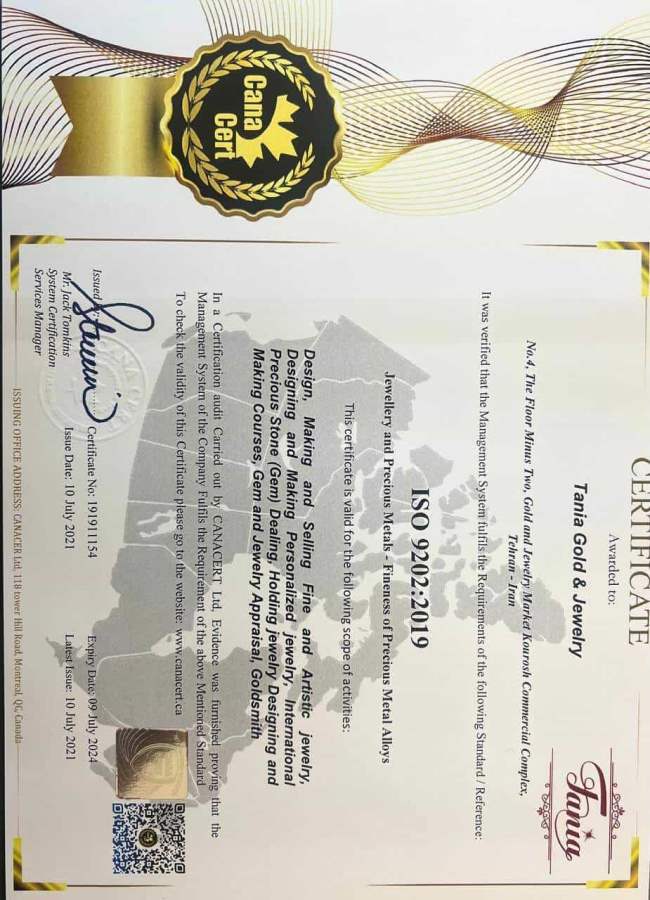 Cana
Cert
CERTIFICATE
Awarded to:
Tania
Tania Gold & Jewelry
No.4, The Floor Minus Two, Gold and Jewelry Market Kourosh Commercial Complex,
Tehran - Iran
It was verified that the Management System fulfils the Requirements of the following Standard / Reference:
ISO 9202:2019
Jewellery and Precious Metals - Fineness of Precious Metal Alloys
This certificate is valid for the following scope of activities:
Design, Making and Selling Fine and Artistic jewelry,
Designing and Making Personalized jewelry, International
Precious Stone (Gem) Dealing, Holding jewelry Designing and
Making Courses, Gem and Jewelry Appraisal, Goldsmith
In a Certification audit Carried out by CANACERT Ltd, Evidence was furnished proving that the
Management System of the Company Fulfils the Requirement of the above Mentioned Standard
To check the validity of this Certificate please go to the website: www.canacert.ca
Issued by:
Mr. Jack Tomkins
System Certification
Services Manager
Certificate No: 191911154
Expiry Date: 09 July 2024
Issue Date: 10 July 2021
Latest Issue: 10 July 2021
ISSUING OFFICE ADDRESS: CANACER Ltd, 118 tower Hill Road, Montreal, QC, Canada